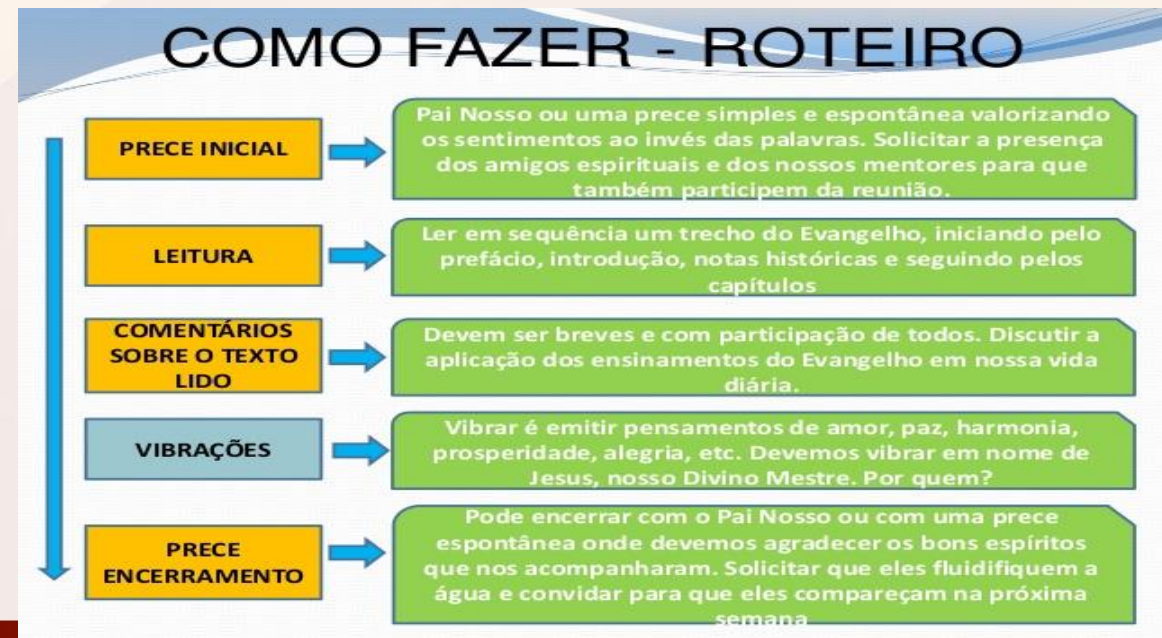 COMO FAZER - ROTEIRO
PRECE INICIAL
Pai Nosso ou uma prece simples e espontânea valorizando
os sentimentos ao invés das palavras. Solicitar a presença
dos amigos espirituais e dos nossos mentores para que
também participem da reunião.
LEITURA
Ler em sequência um trecho do Evangelho, iniciando pelo
prefácio, introdução, notas históricas e seguindo pelos
capítulos
COMENTÁRIOS
SOBRE O TEXTO
LIDO
Devem ser breves e com participação de todos. Discutir a
aplicação dos ensinamentos do Evangelho em nossa vida
diária.
VIBRAÇÕES
Vibrar é emitir pensamentos de amor, paz, harmonia,
prosperidade, alegria, etc. Devemos vibrar em nome de
Jesus, nosso Divino Mestre. Por quem?
PRECE
ENCERRAMENTO
Pode encerrar com o Pai Nosso ou com uma prece
espontânea onde devemos agradecer os bons espíritos
que nos acompanharam. Solicitar que eles fluidifiquem a
água e convidar para que eles compareçam na próxima
semana